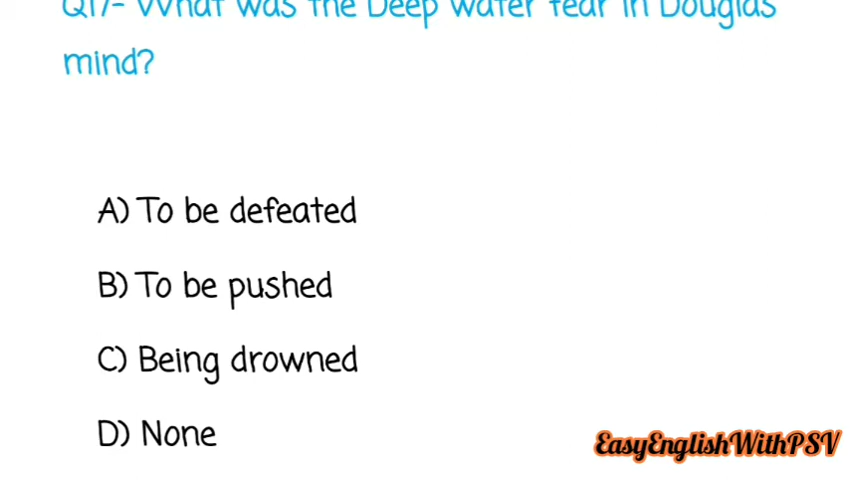 Q17- What was the Deep water fear in Douglas
mind?
A) To be defeated
B) To be pushed
C) Being drowned
D) None
EasyEnglishWithPSV